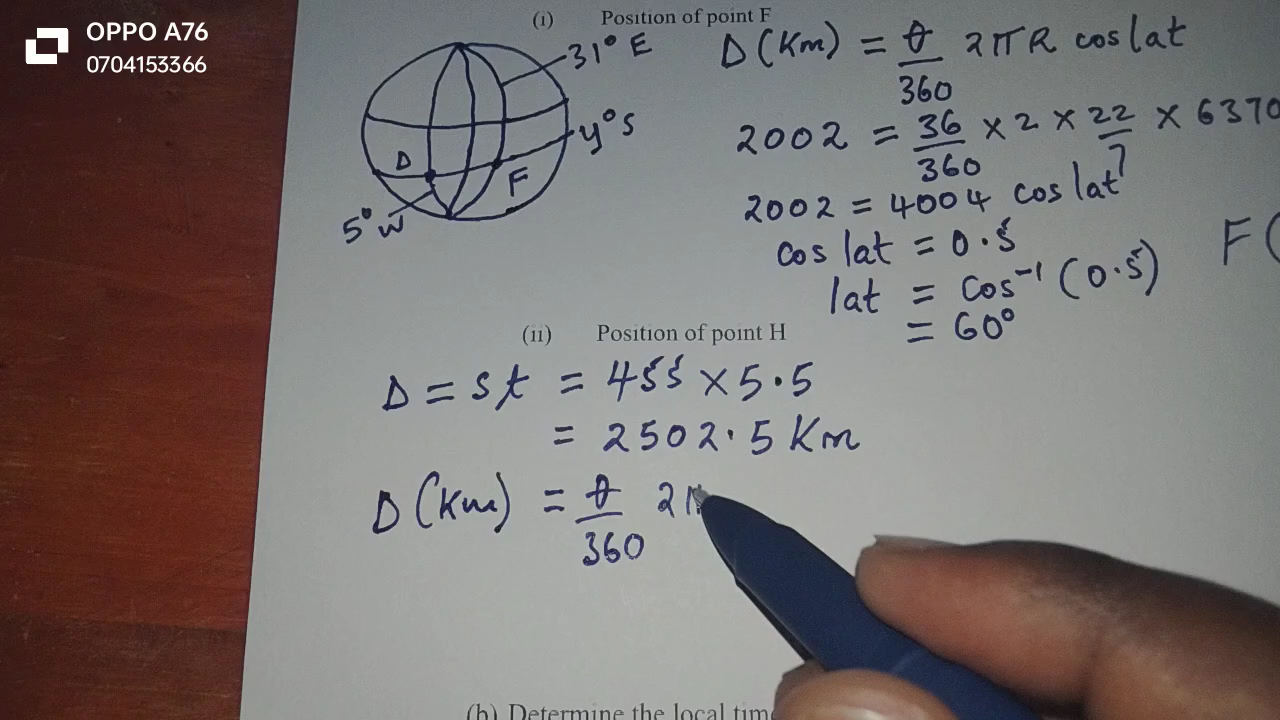 OPPO A76
0704153366
(i) Position of point F
31° E
y° S
D
F
5° W
D (Km) = θ/360 2πR cos lat
2002 = 36/360 × 2 × 22/7 × 6370
2002 = 4004 cos lat
cos lat = 0.5
lat = cos⁻¹ (0.5)
= 60°
F (
(ii) Position of point H
D = st = 455 × 5.5
= 2502.5 Km
D (Km) = θ/360 2
(b) Determine the local time